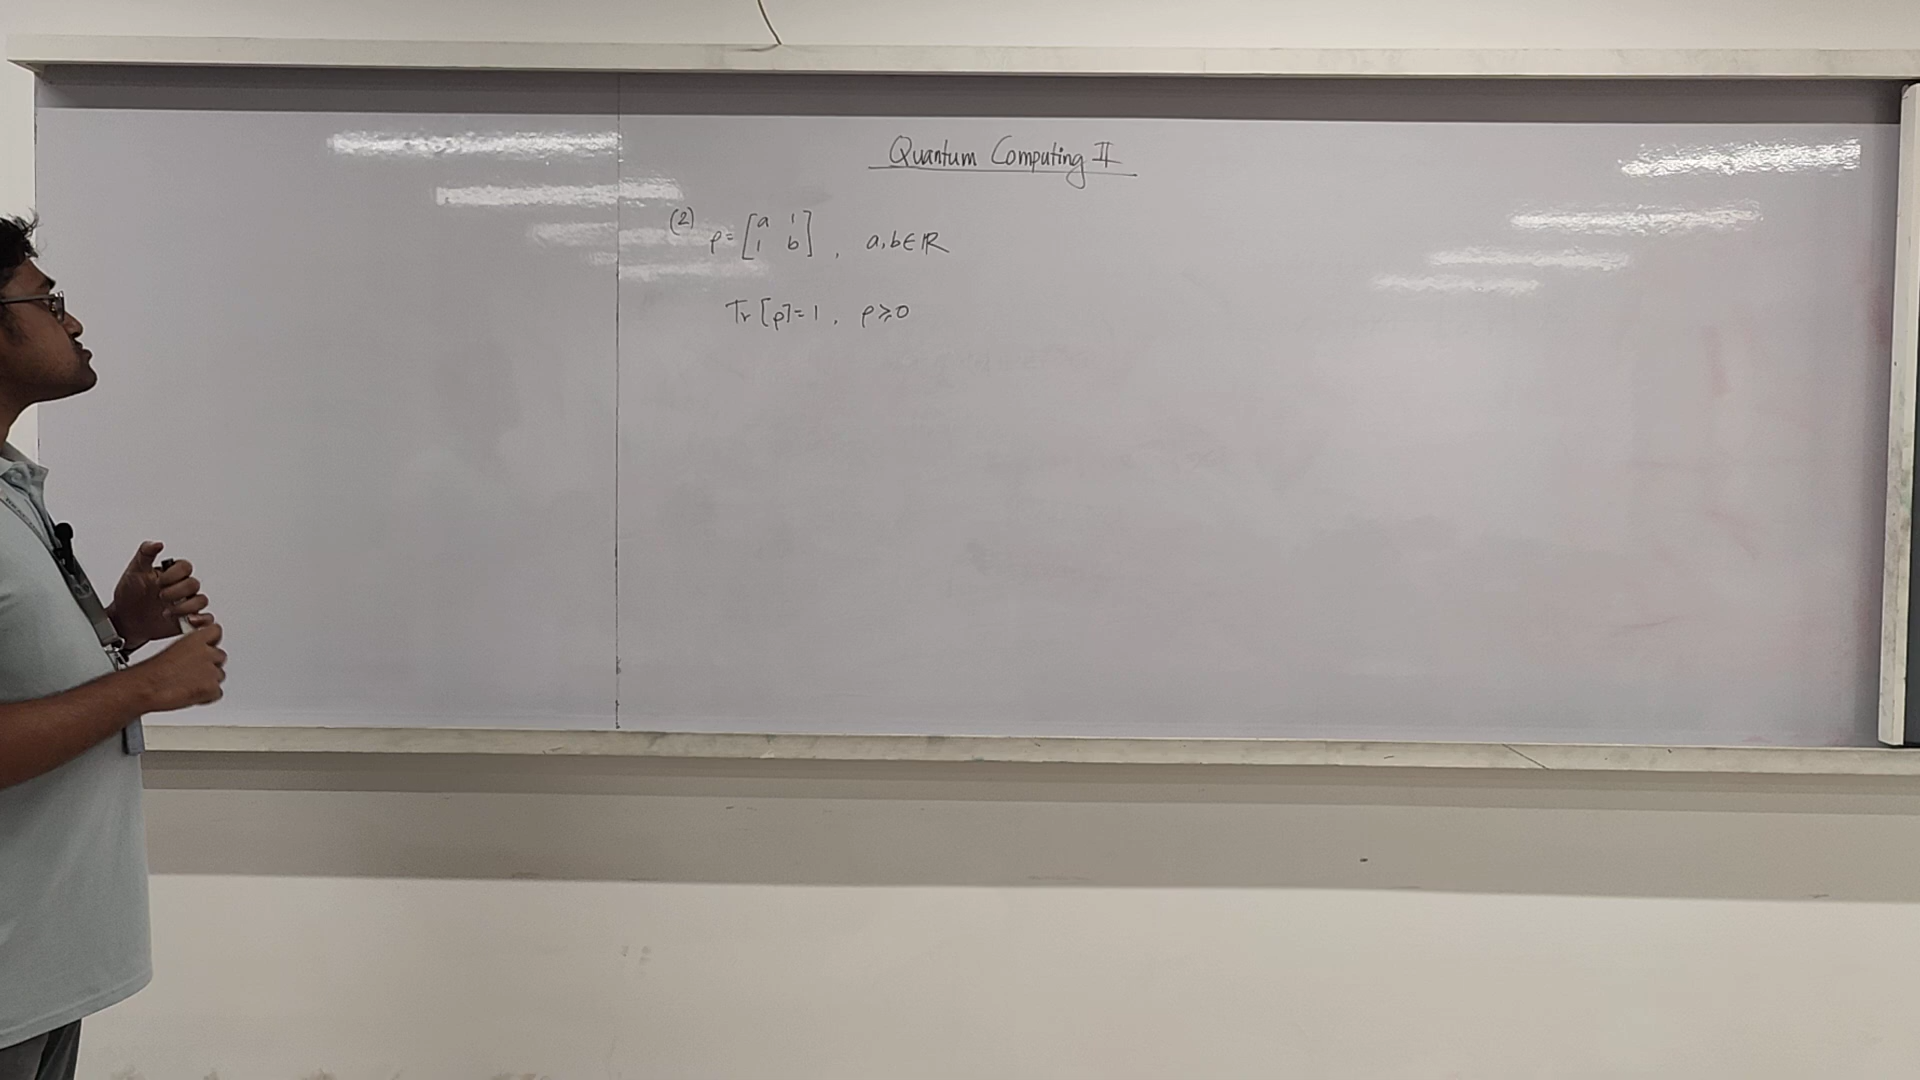 Quantum Computing II
(2) ρ = [a 1
1 b], a, b ∈ ℝ
Tr[ρ] = 1, ρ ⩾ 0